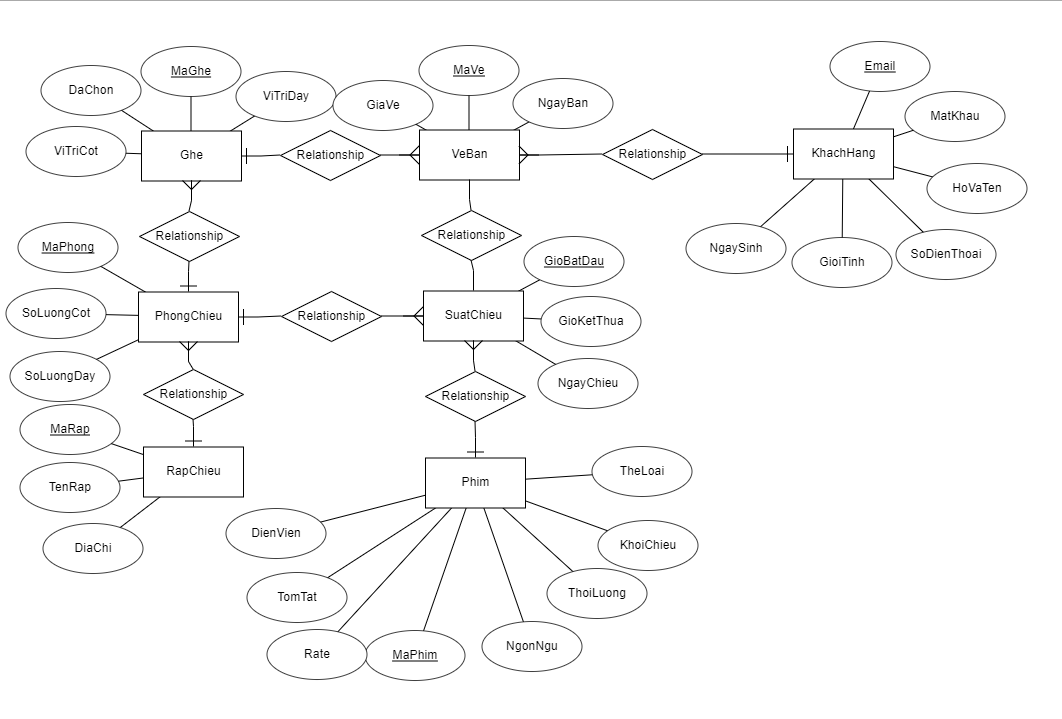 Email
MaGhe
MaVe
DaChon
ViTriDay
GiaVe
NgayBan
MatKhau
ViTriCot
Ghe
Relationship
VeBan
Relationship
KhachHang
HoVaTen
Relationship
Relationship
MaPhong
NgaySinh
GioiTinh
SoDienThoai
GioBatDau
SoLuongCot
PhongChieu
Relationship
SuatChieu
GioKetThua
SoLuongDay
Relationship
Relationship
NgayChieu
MaRap
RapChieu
Phim
TheLoai
TenRap
DienVien
KhoiChieu
DiaChi
TomTat
ThoiLuong
Rate
MaPhim
NgonNgu